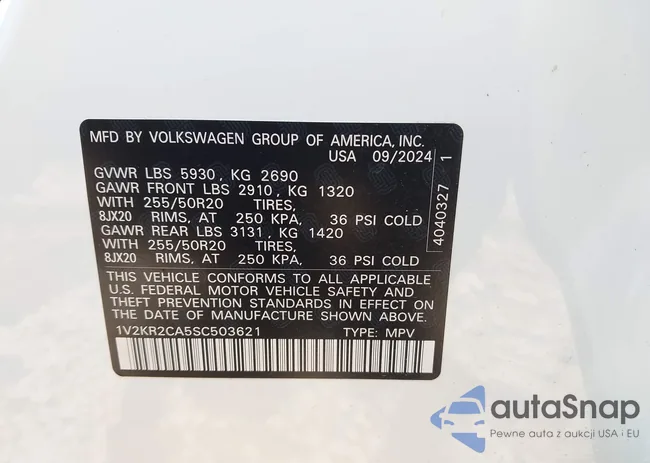 MFD BY VOLKSWAGEN GROUP OF AMERICA, INC.
USA 09/2024
GVWR LBS 5930, KG 2690
GAWR FRONT LBS 2910, KG 1320
WITH 255/50R20 TIRES,
8JX20 RIMS, AT 250 KPA, 36 PSI COLD
GAWR REAR LBS 3131, KG 1420
WITH 255/50R20 TIRES,
8JX20 RIMS, AT 250 KPA, 36 PSI COLD
THIS VEHICLE CONFORMS TO ALL APPLICABLE
U.S. FEDERAL MOTOR VEHICLE SAFETY AND
THEFT PREVENTION STANDARDS IN EFFECT ON
THE DATE OF MANUFACTURE SHOWN ABOVE.
1V2KR2CA5SC503621 TYPE: MPV
4040327 1
autaSnap
Pewne auta z aukcji USA i EU